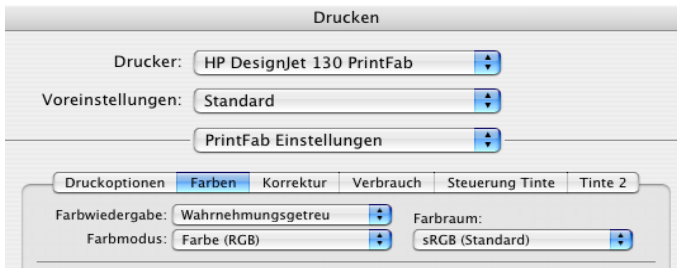 Drucken
Drucker: HP DesignJet 130 PrintFab
Voreinstellungen: Standard
PrintFab Einstellungen
Druckoptionen Farben Korrektur Verbrauch Steuerung Tinte Tinte 2
Farbwiedergabe: Wahrnehmungsgetreu Farbraum:
Farbmodus: Farbe (RGB) sRGB (Standard)